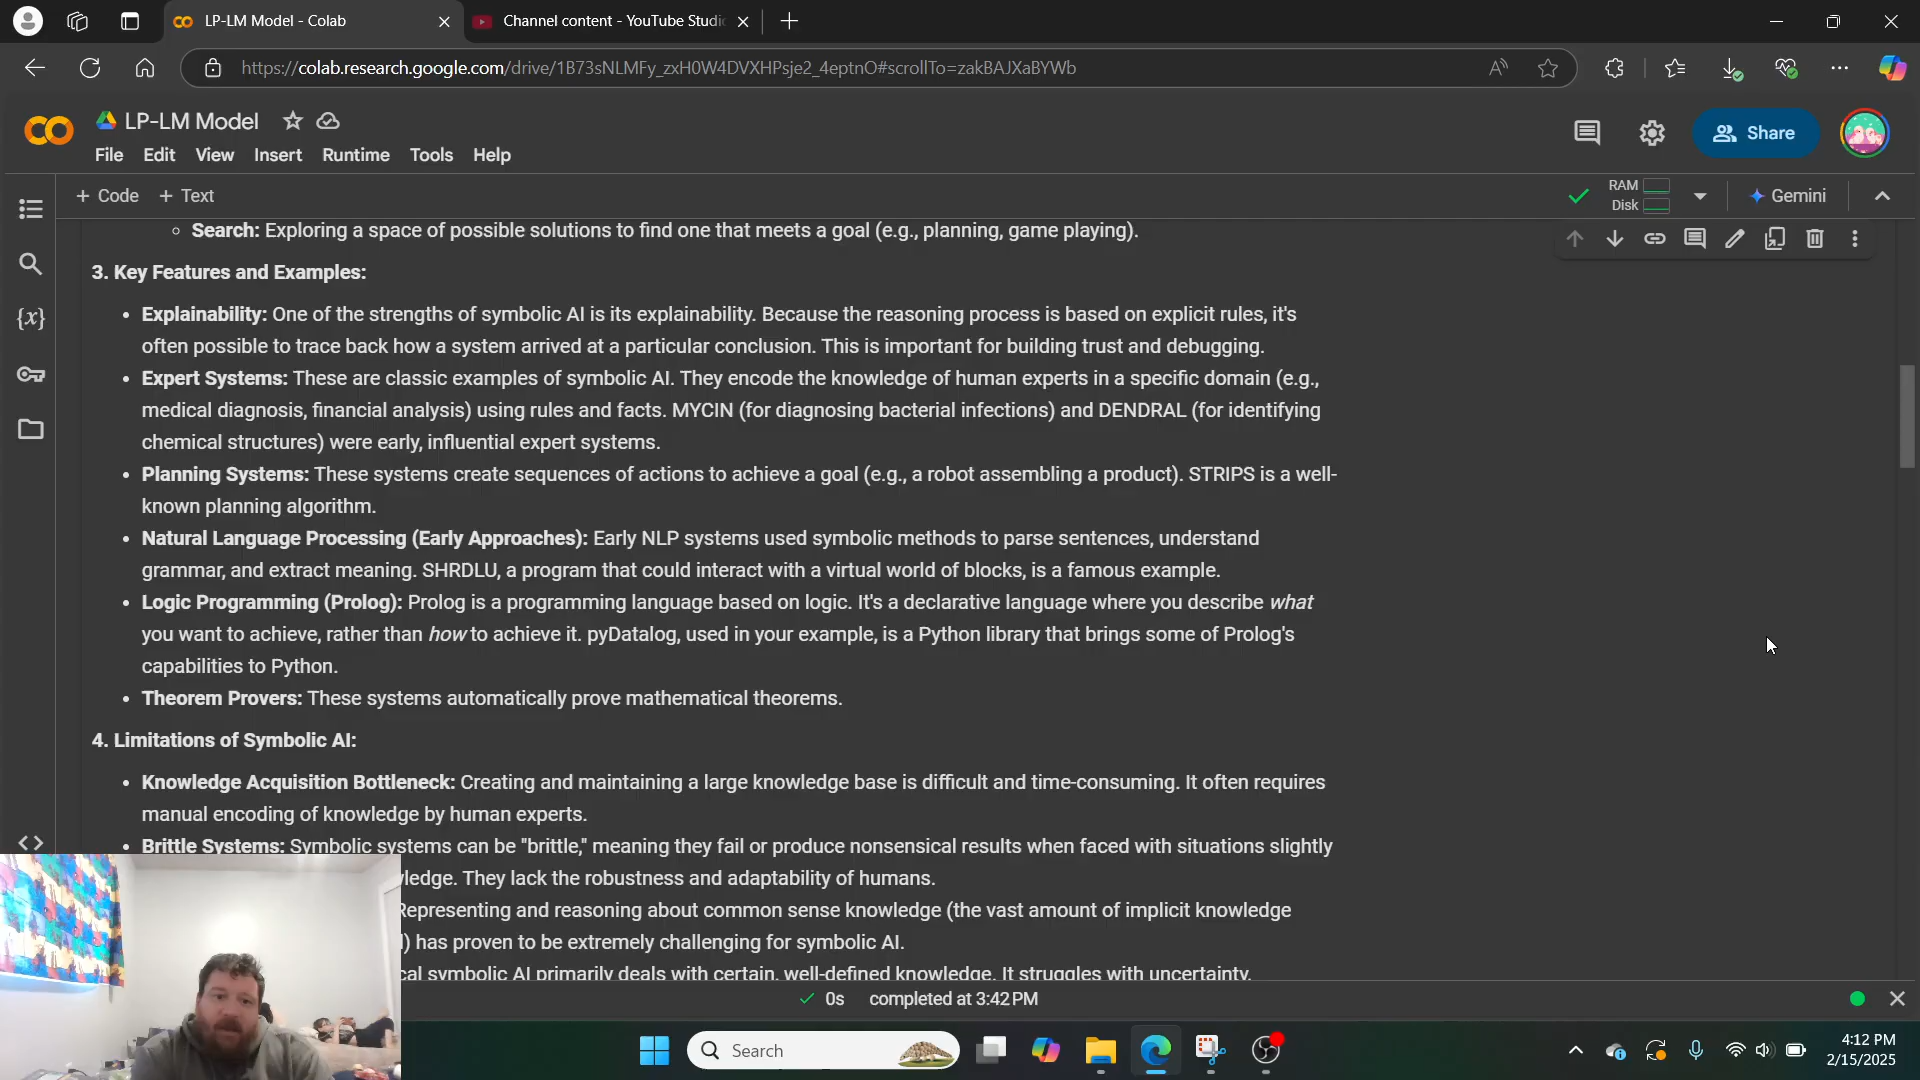 LP-LM Model - Colab
Channel content - YouTube Studi
https://colab.research.google.com/drive/1B73sNLMFy_zxH0W4DVXHPsje2_4eptnO#scrollTo=zakBAJXaBYWb
LP-LM Model
Share
File Edit View Insert Runtime Tools Help
+ Code + Text
RAM
Disk
Gemini
Search: Exploring a space of possible solutions to find one that meets a goal (e.g., planning, game playing).
3. Key Features and Examples:
• Explainability: One of the strengths of symbolic AI is its explainability. Because the reasoning process is based on explicit rules, it's
often possible to trace back how a system arrived at a particular conclusion. This is important for building trust and debugging.
• Expert Systems: These are classic examples of symbolic AI. They encode the knowledge of human experts in a specific domain (e.g.,
medical diagnosis, financial analysis) using rules and facts. MYCIN (for diagnosing bacterial infections) and DENDRAL (for identifying
chemical structures) were early, influential expert systems.
• Planning Systems: These systems create sequences of actions to achieve a goal (e.g., a robot assembling a product). STRIPS is a well-
known planning algorithm.
• Natural Language Processing (Early Approaches): Early NLP systems used symbolic methods to parse sentences, understand
grammar, and extract meaning. SHRDLU, a program that could interact with a virtual world of blocks, is a famous example.
• Logic Programming (Prolog): Prolog is a programming language based on logic. It's a declarative language where you describe what
you want to achieve, rather than how to achieve it. pyDatalog, used in your example, is a Python library that brings some of Prolog's
capabilities to Python.
• Theorem Provers: These systems automatically prove mathematical theorems.
4. Limitations of Symbolic AI:
• Knowledge Acquisition Bottleneck: Creating and maintaining a large knowledge base is difficult and time-consuming. It often requires
manual encoding of knowledge by human experts.
• Brittle Systems: Symbolic systems can be "brittle," meaning they fail or produce nonsensical results when faced with situations slightly
ledge. They lack the robustness and adaptability of humans.
Representing and reasoning about common sense knowledge (the vast amount of implicit knowledge
) has proven to be extremely challenging for symbolic AI.
cal symbolic AI primarily deals with certain, well-defined knowledge. It struggles with uncertainty,
0s completed at 3:42 PM
Search
4:12 PM
2/15/2025